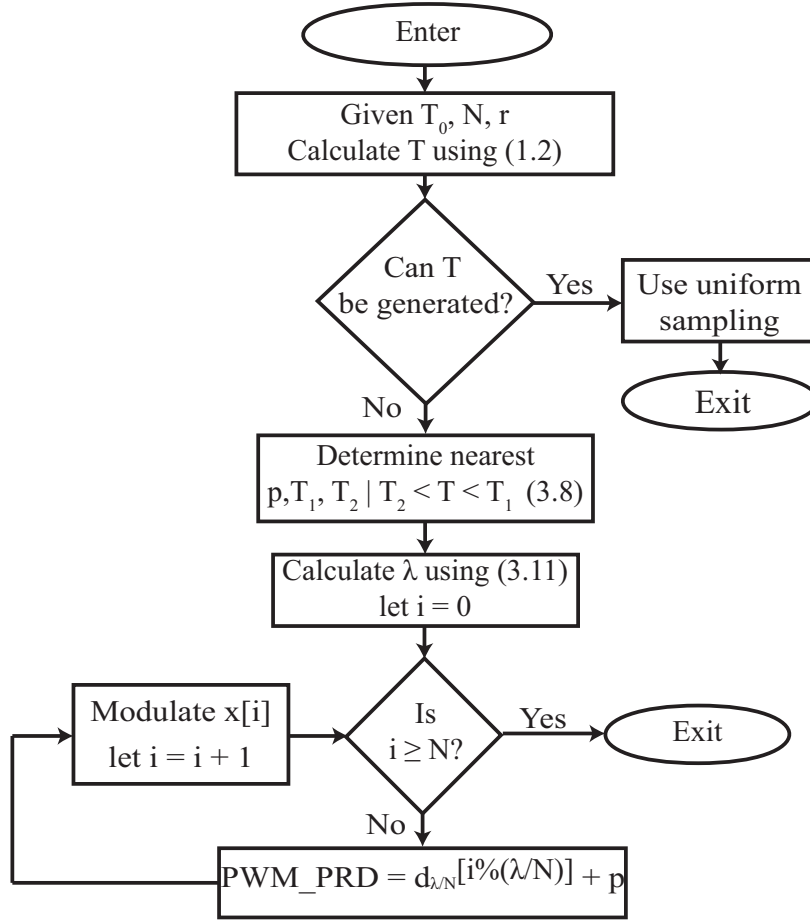 Enter
Given T₀, N, r
Calculate T using (1.2)
Can T
be generated?
Yes
Use uniform
sampling
Exit
No
Determine nearest
p,T₁, T₂ | T₂ < T < T₁ (3.8)
Calculate λ using (3.11)
let i = 0
Modulate x[i]
let i = i + 1
Is
i ≥ N?
Yes
Exit
No
PWM_PRD = d_{λ/N}[i%(λ/N)] + p